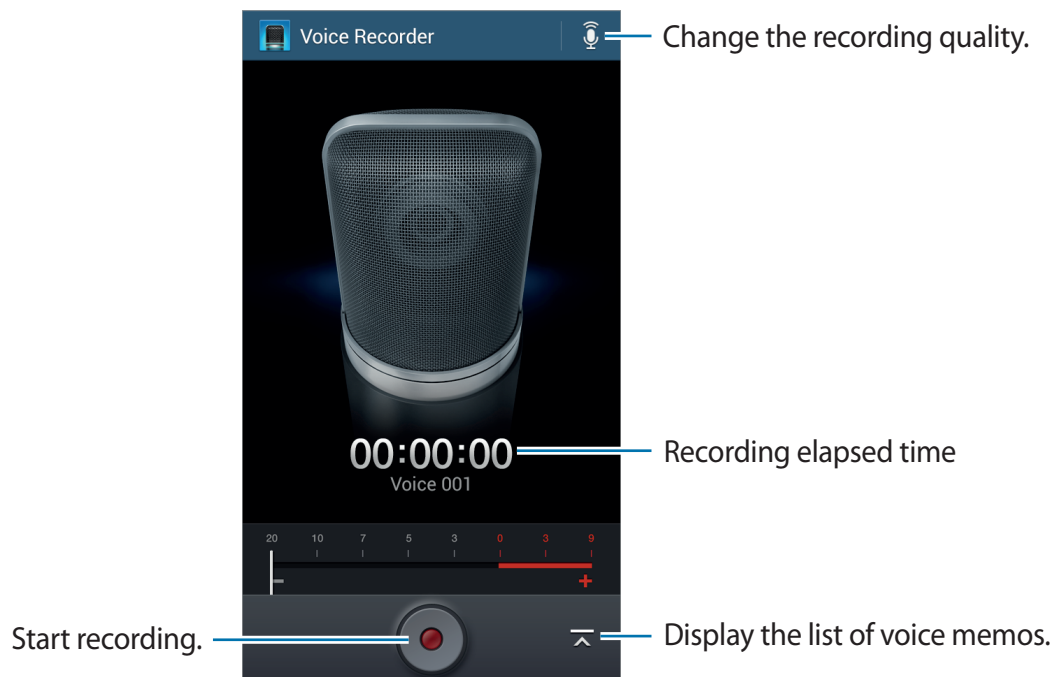 Voice Recorder
Change the recording quality.
00:00:00
Recording elapsed time
Voice 001
20 10 7 5 3 0 3 9
- +
Start recording.
Display the list of voice memos.